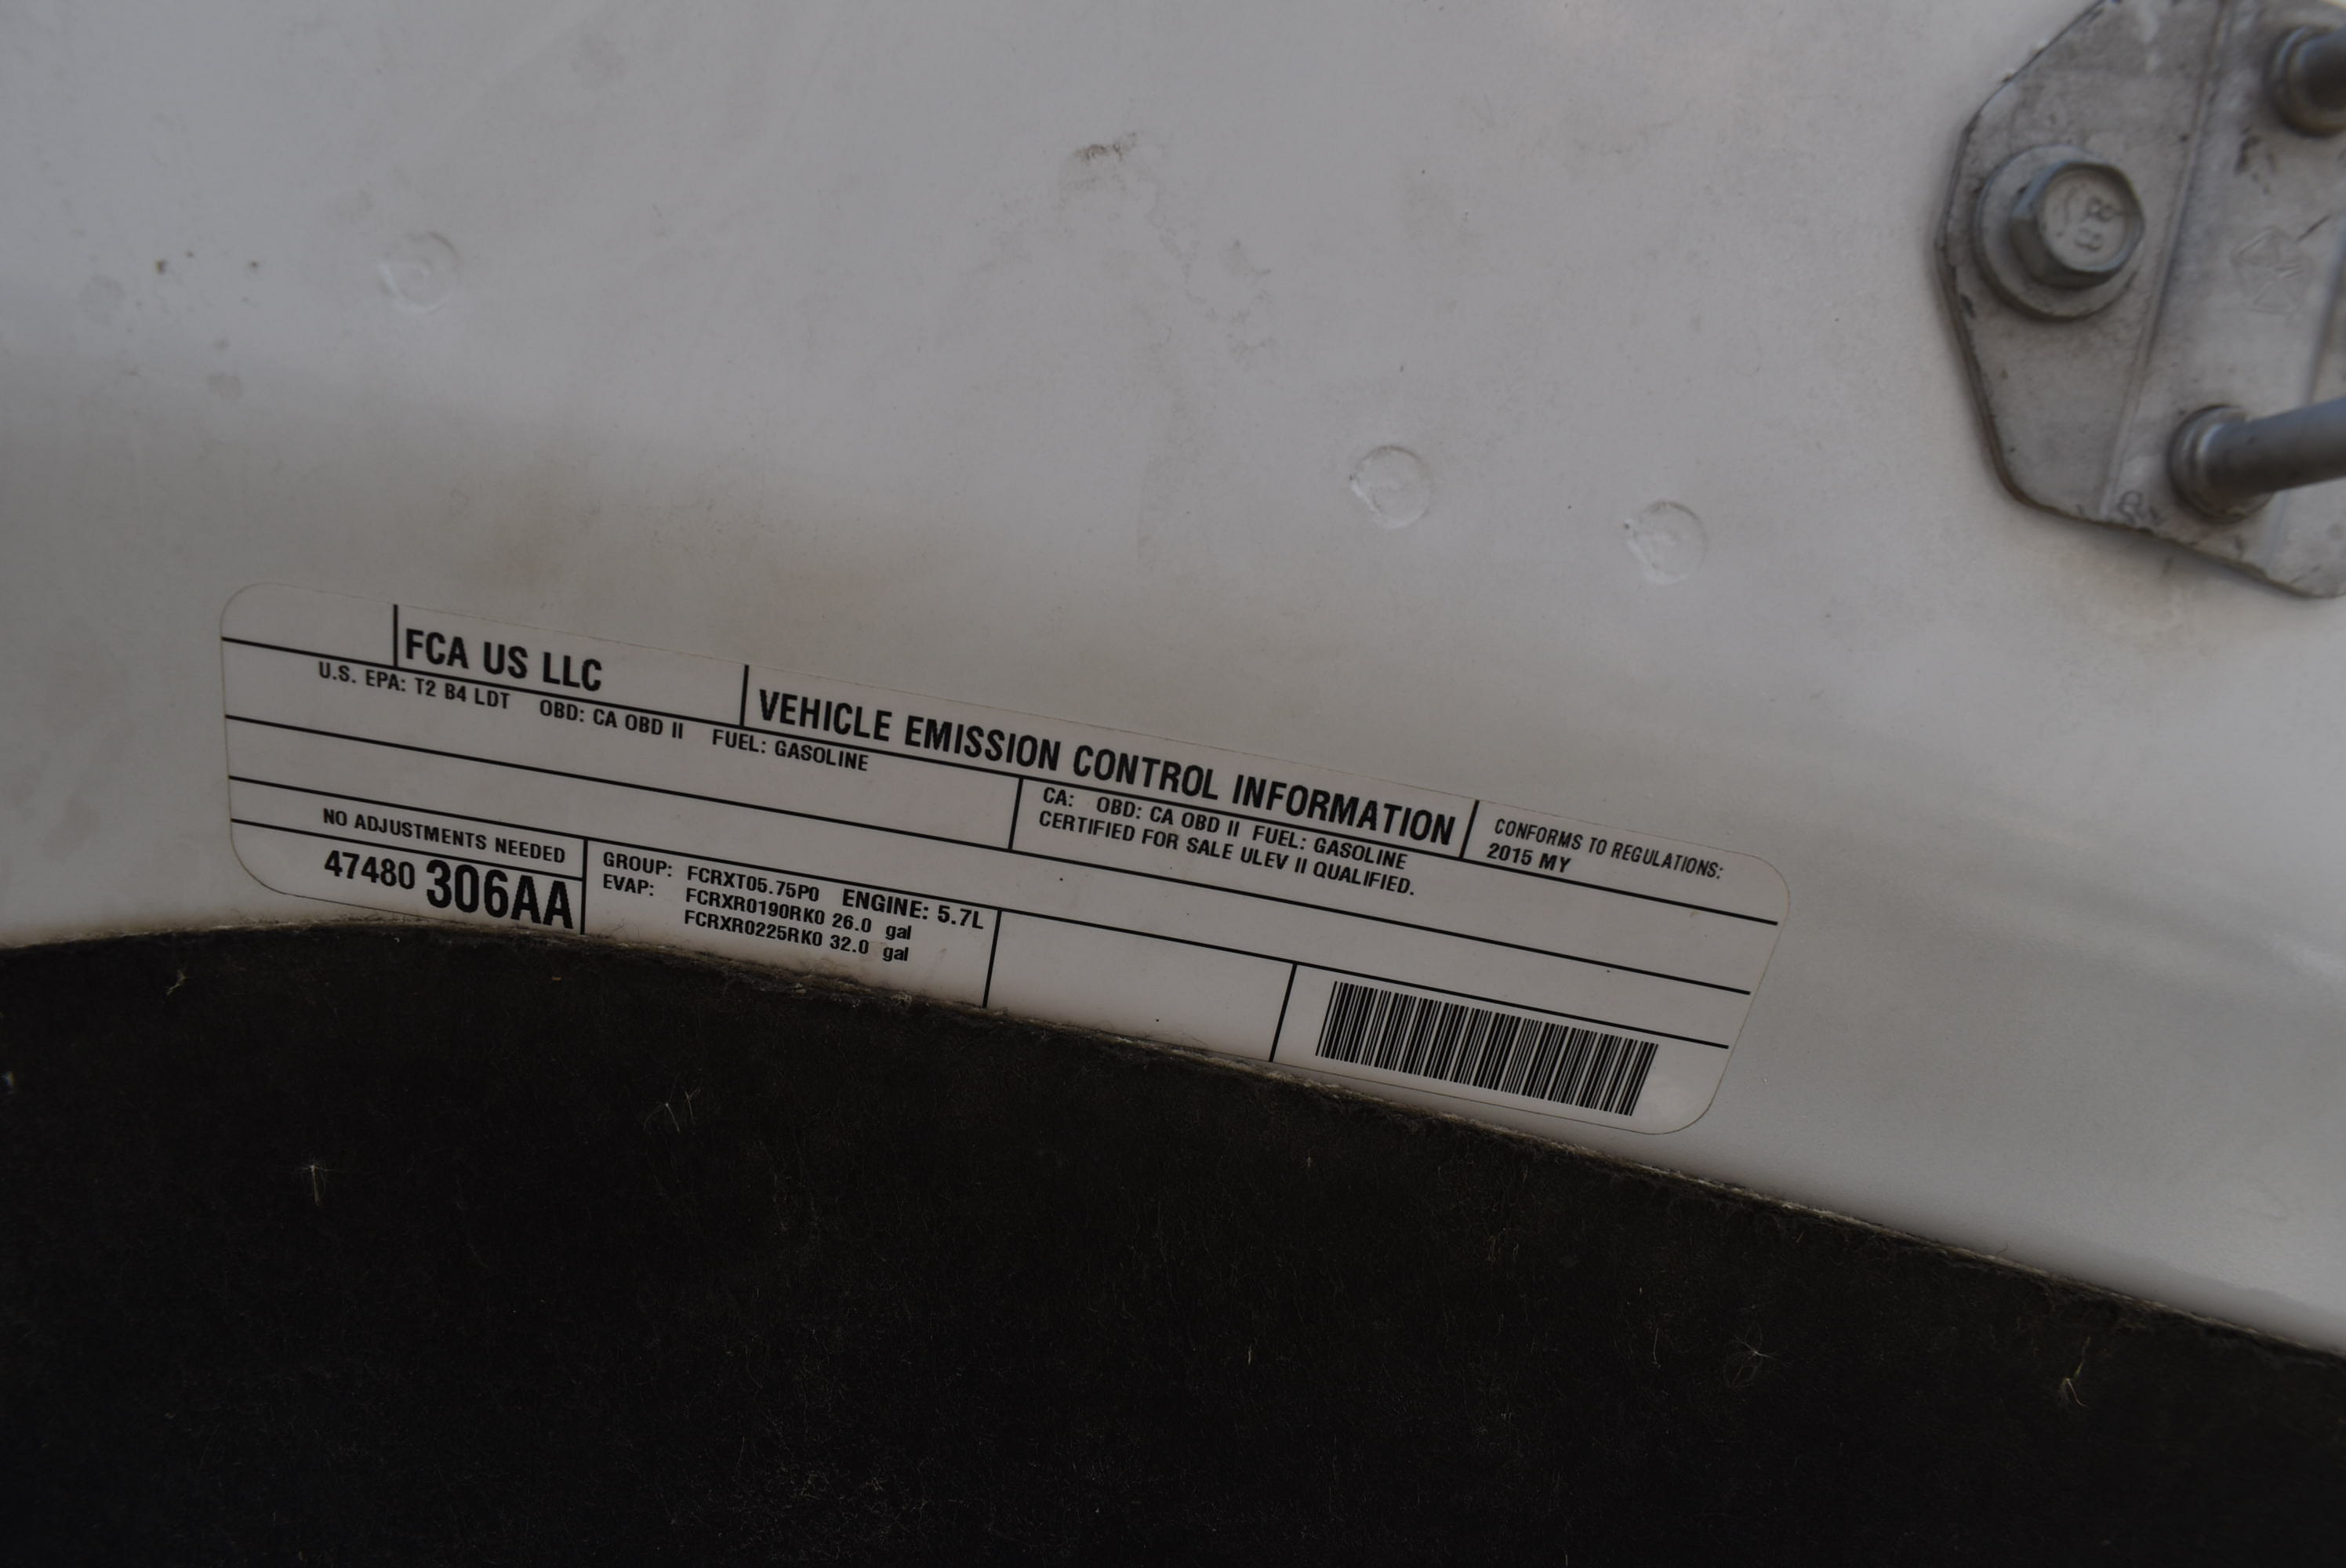 FCA US LLC
VEHICLE EMISSION CONTROL INFORMATION
CONFORMS TO REGULATIONS:
2015 MY
U.S. EPA: T2 B4 LDT OBD: CA OBD II FUEL: GASOLINE
CA: OBD: CA OBD II FUEL: GASOLINE
CERTIFIED FOR SALE ULEV II QUALIFIED.
NO ADJUSTMENTS NEEDED
47480 306AA
GROUP: FCRXT05.75P0 ENGINE: 5.7L
EVAP: FCRXR0190RK0 26.0 gal
FCRXR0225RK0 32.0 gal